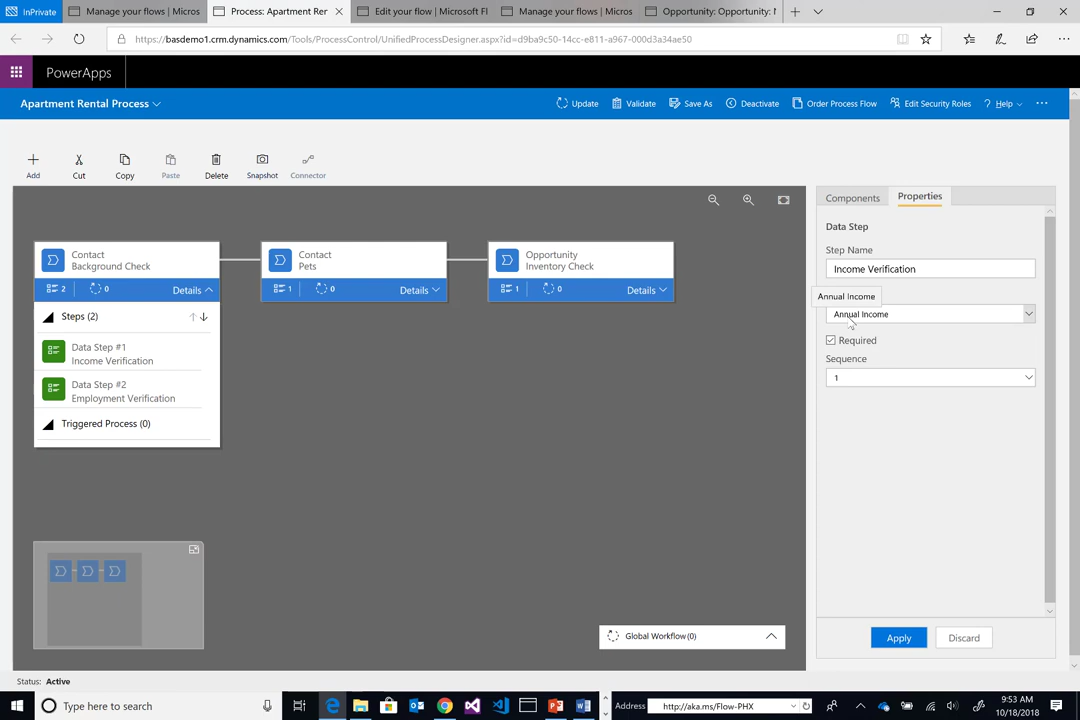 InPrivate
Manage your flows | Micros
Process: Apartment Rer
Edit your flow | Microsoft Fl
Manage your flows | Micros
Opportunity: Opportunity: N
https://basdemo1.crm.dynamics.com/Tools/ProcessControl/UnifiedProcessDesigner.aspx?id=d9ba9c50-14cc-e811-a967-000d3a34ae50
PowerApps
Apartment Rental Process
Update
Validate
Save As
Deactivate
Order Process Flow
Edit Security Roles
? Help
...
Add
Cut
Copy
Paste
Delete
Snapshot
Connector
Contact
Background Check
2
0
Details
Steps (2)
Data Step #1
Income Verification
Data Step #2
Employment Verification
Triggered Process (0)
Contact
Pets
1
0
Details
Opportunity
Inventory Check
1
0
Details
Global Workflow(0)
Components
Properties
Data Step
Step Name
Income Verification
Annual Income
Annual Income
Required
Sequence
1
Apply
Discard
Status: Active
Type here to search
Address
http://aka.ms/Flow-PHX
9:53 AM
10/18/2018